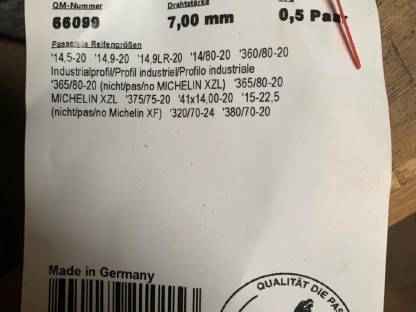 QM-Nummer Drahtstärke
66099 7,00 mm 0,5 Paar
Passende Reifengrößen
'14,5-20 '14,9-20 '14,9LR-20 '14/80-20 '360/80-20
Industrialprofil/Profil industriel/Profilo industriale
'365/80-20 (nicht/pas/no MICHELIN XZL) '365/80-20
MICHELIN XZL '375/75-20 '41x14,00-20 '15-22,5
(nicht/pas/no Michelin XF) '320/70-24 '380/70-20
Made in Germany
QUALITÄT DIE PAS